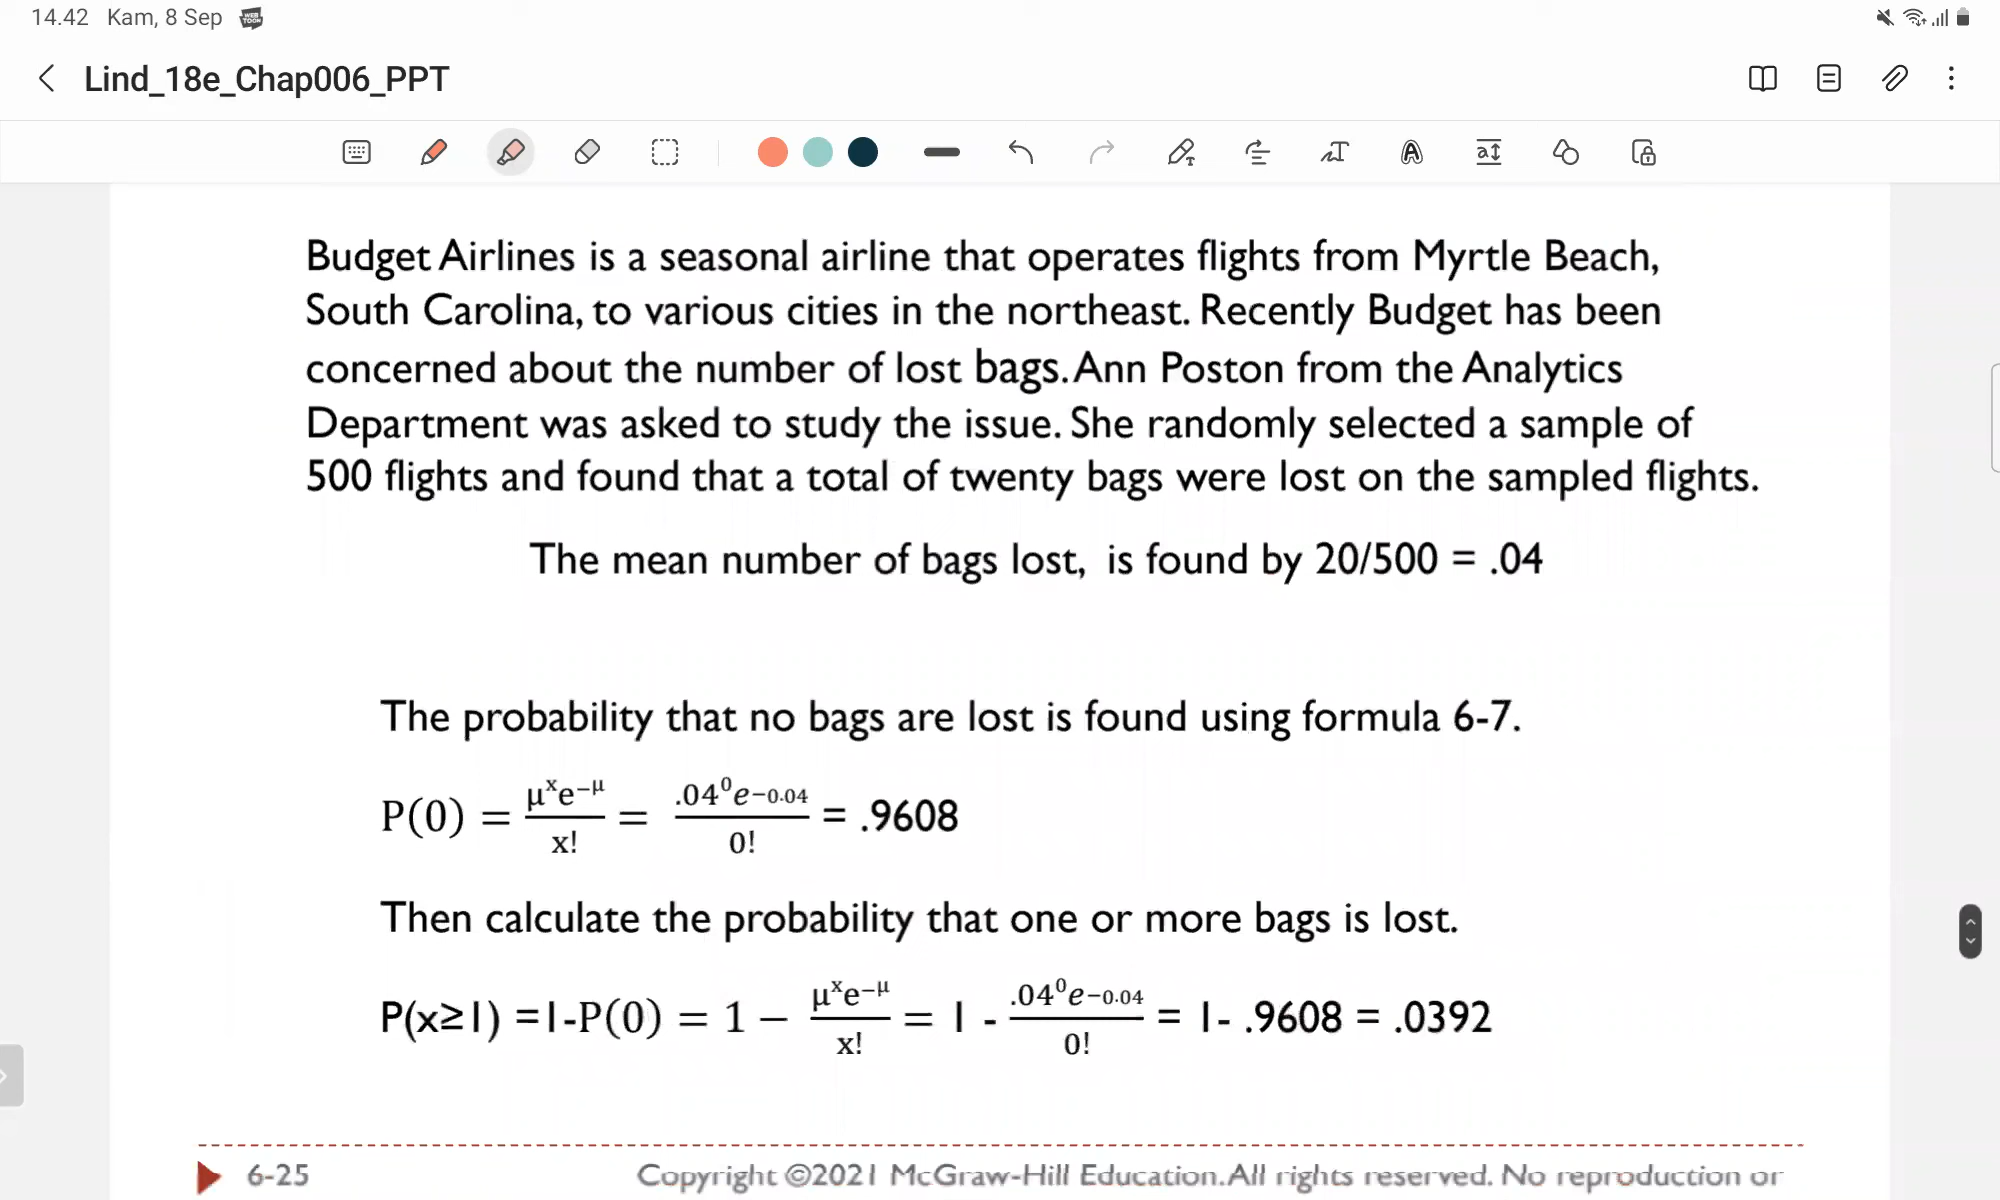 14.42 Kam, 8 Sep WEB TOON
Lind_18e_Chap006_PPT
Budget Airlines is a seasonal airline that operates flights from Myrtle Beach,
South Carolina, to various cities in the northeast. Recently Budget has been
concerned about the number of lost bags. Ann Poston from the Analytics
Department was asked to study the issue. She randomly selected a sample of
500 flights and found that a total of twenty bags were lost on the sampled flights.
The mean number of bags lost, is found by 20/500 = .04
The probability that no bags are lost is found using formula 6-7.
P(0) = μˣe⁻μ/x! = .04⁰e−0.04/0! = .9608
Then calculate the probability that one or more bags is lost.
P(x≥1) =1-P(0) = 1 − μˣe⁻μ/x! = 1 - .04⁰e−0.04/0! = 1- .9608 = .0392
6-25 Copyright ©2021 McGraw-Hill Education. All rights reserved. No reproduction or